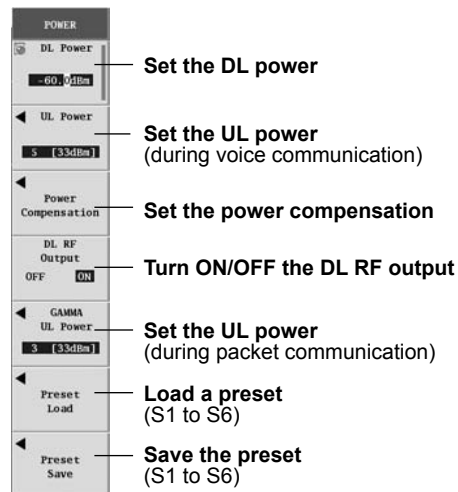 POWER
DL Power
-60.0dBm
Set the DL power
UL Power
5 [33dBm]
Set the UL power
(during voice communication)
Power
Compensation
Set the power compensation
DL RF
Output
OFF ON
Turn ON/OFF the DL RF output
GAMMA
UL Power
3 [33dBm]
Set the UL power
(during packet communication)
Preset
Load
Load a preset
(S1 to S6)
Preset
Save
Save the preset
(S1 to S6)